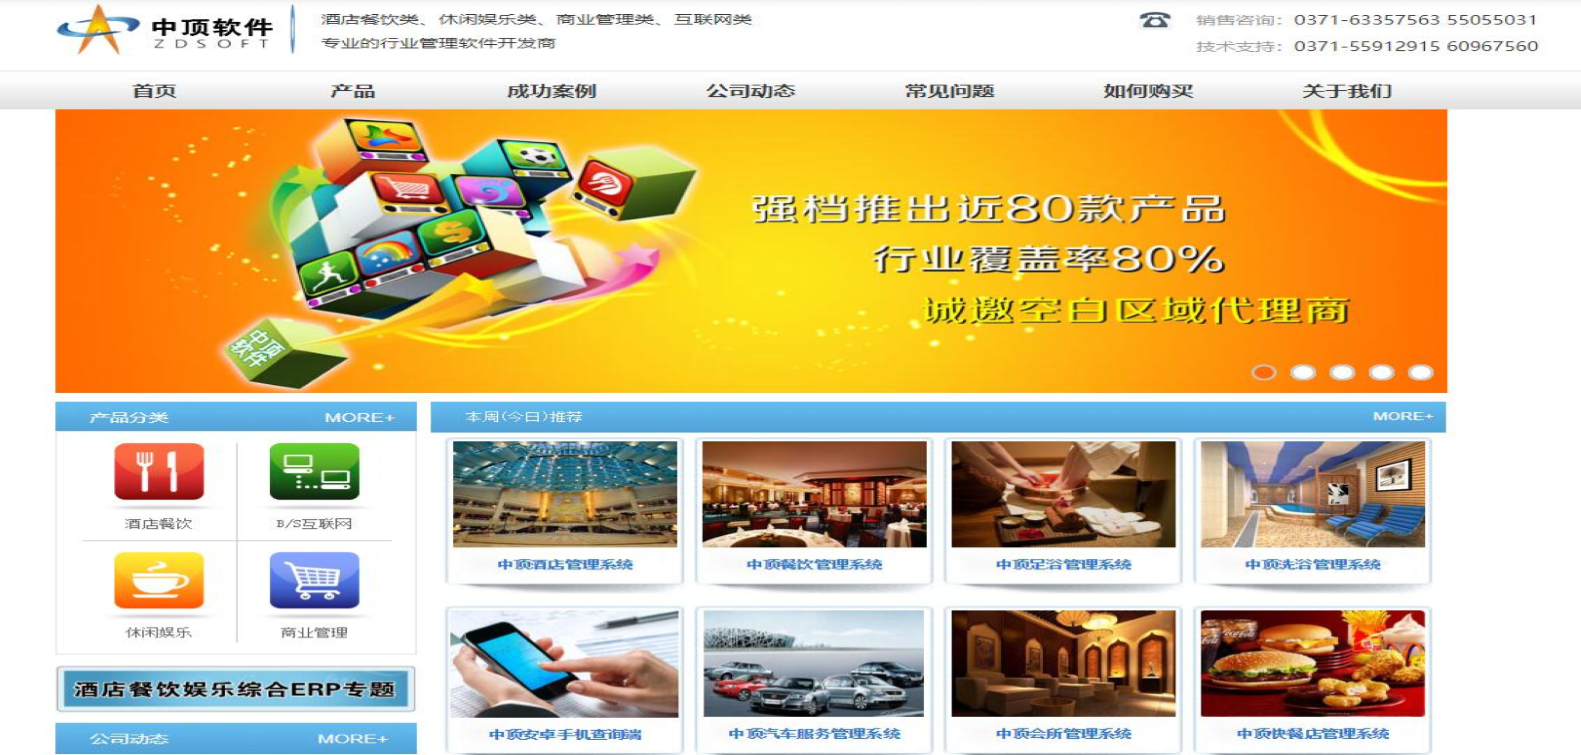 中顶软件
ZDSOFT
酒店餐饮类、休闲娱乐类、商业管理类、互联网类
专业的行业管理软件开发商
销售咨询：0371-63357563 55055031
技术支持：0371-55912915 60967560
首页 产品 成功案例 公司动态 常见问题 如何购买 关于我们
强档推出近80款产品
行业覆盖率80%
诚邀空白区域代理商
中顶
软件
产品分类 MORE+
本周(今日)推荐 MORE+
酒店餐饮 B/S互联网
休闲娱乐 商业管理
中顶酒店管理系统 中顶餐饮管理系统 中顶足浴管理系统 中顶洗浴管理系统
中顶安卓手机查询端 中顶汽车服务管理系统 中顶会所管理系统 中顶快餐店管理系统
酒店餐饮娱乐综合ERP专题
公司动态 MORE+